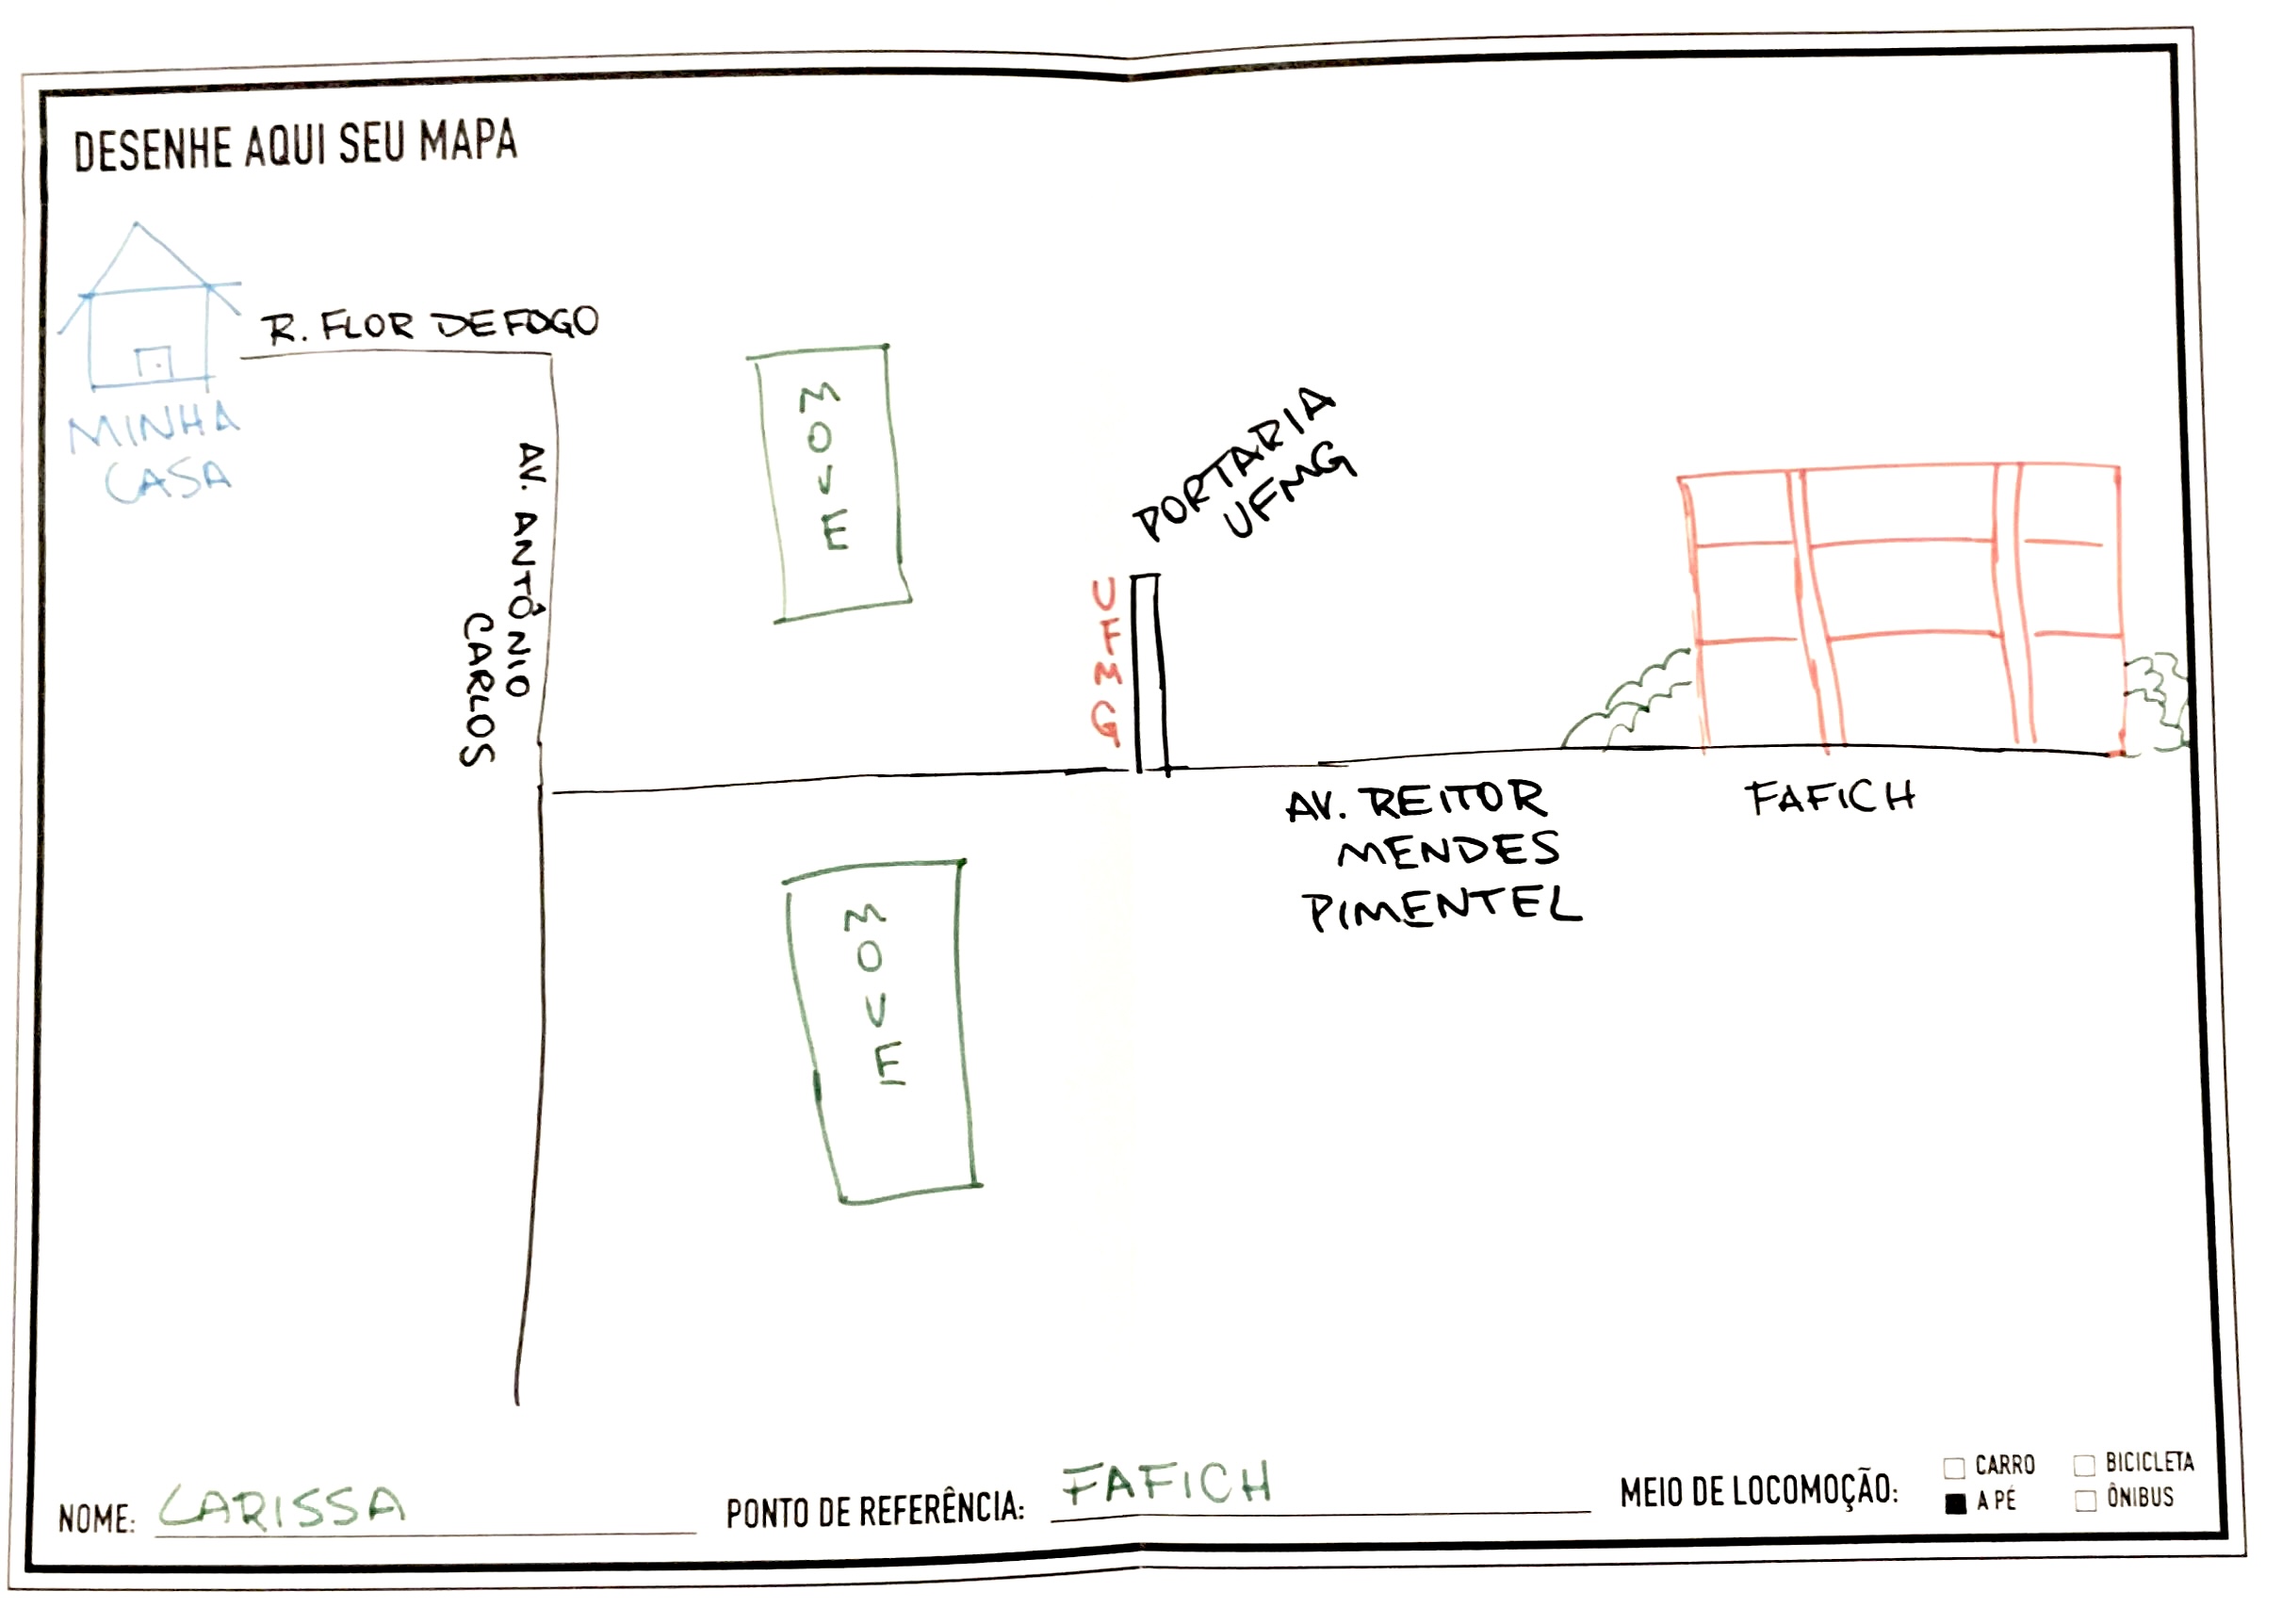 DESENHE AQUI SEU MAPA
MINHA
CASA
R. FLOR DE FOGO
AV. ANTÔNIO
CARLOS
MOVE
PORTARIA
UFMG
UFMG
AV. REITOR
MENDES
PIMENTEL
FAFICH
MOVE
NOME: LARISSA
PONTO DE REFERÊNCIA: FAFICH
MEIO DE LOCOMOÇÃO:
CARRO
BICICLETA
A PÉ
ÔNIBUS